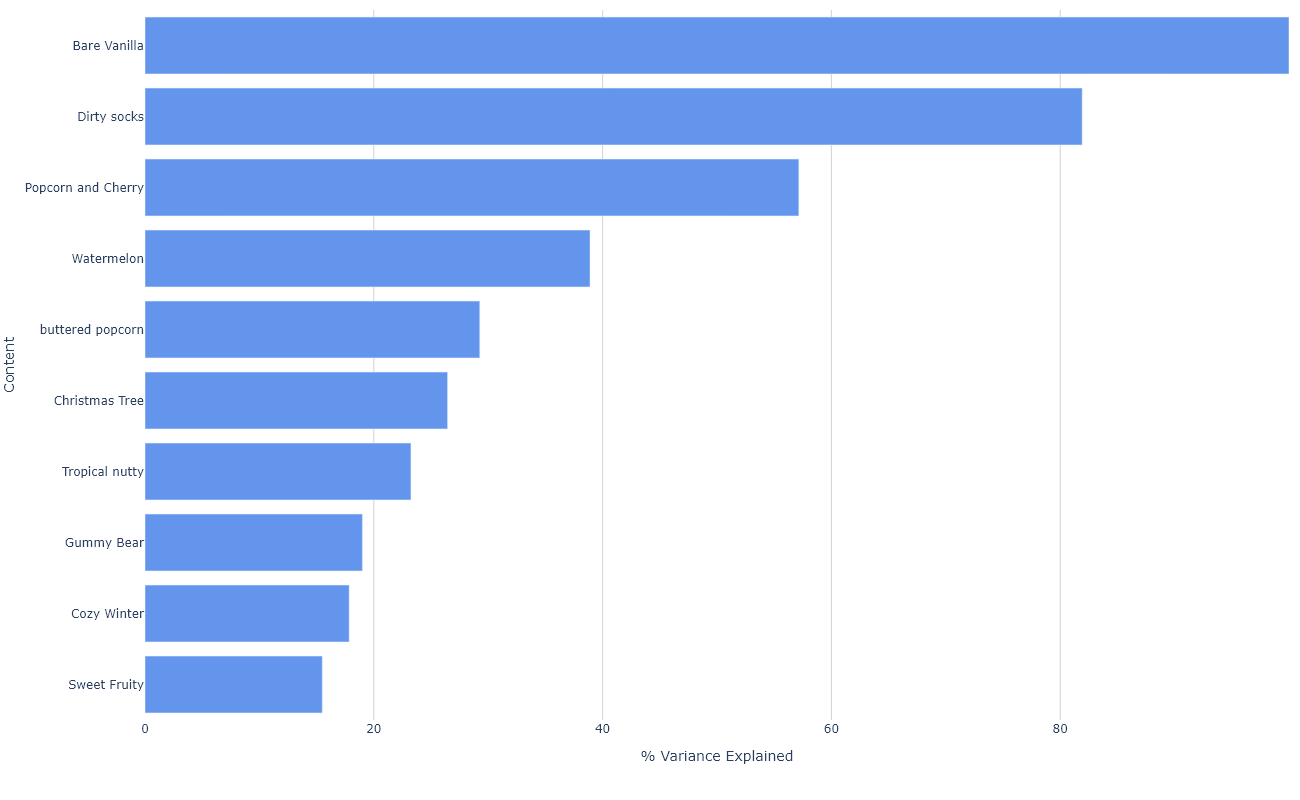 Bare Vanilla
Dirty socks
Popcorn and Cherry
Watermelon
buttered popcorn
Christmas Tree
Tropical nutty
Gummy Bear
Cozy Winter
Sweet Fruity
Content
0 20 40 60 80
% Variance Explained